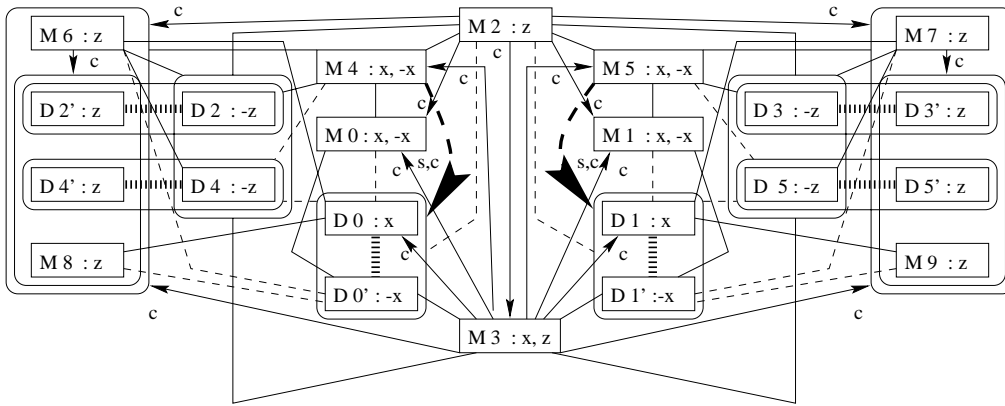 c M 2 : z c
M 6 : z M 7 : z
c c c
M 4 : x, -x c c M 5 : x, -x
c c
D 2' : z D 2 : -z D 3 : -z D 3' : z
M 0 : x, -x M 1 : x, -x
s,c c s,c c
D 4' : z D 4 : -z D 5 : -z D 5' : z
D 0 : x D 1 : x
c c
M 8 : z M 9 : z
D 0' : -x D 1' : -x
c c
M 3 : x, z